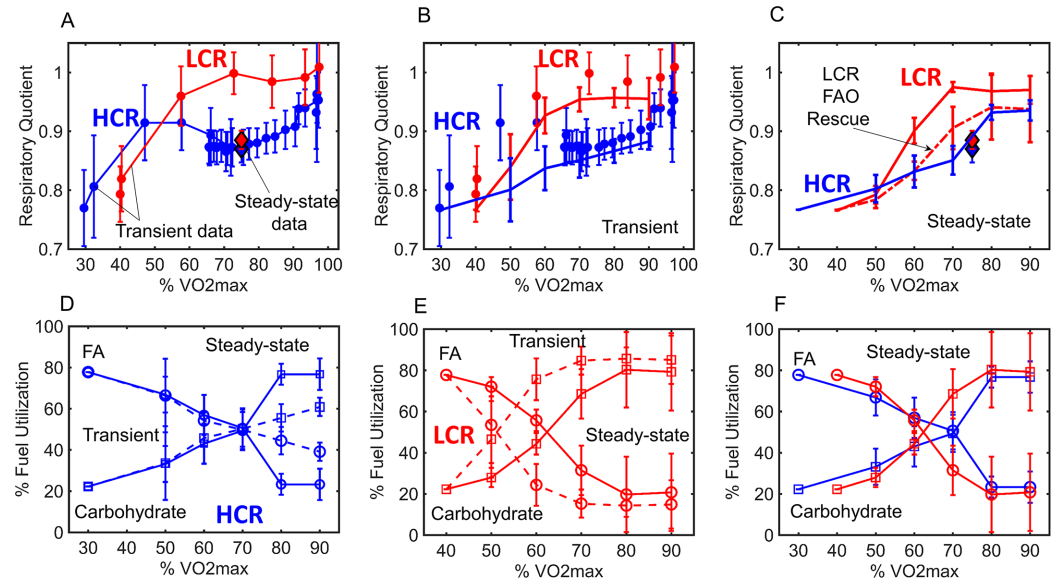 A
B
C
LCR
HCR
Steady-state
data
Transient data
1
0.9
0.8
0.7
Respiratory Quotient
30 40 50 60 70 80 90 100
% VO2max
LCR
HCR
Transient
1
0.9
0.8
0.7
Respiratory Quotient
30 40 50 60 70 80 90 100
% VO2max
LCR
FAO
Rescue
LCR
HCR
Steady-state
1
0.9
0.8
0.7
Respiratory Quotient
30 40 50 60 70 80 90
% VO2max
D
E
F
FA
Steady-state
Transient
Carbohydrate
HCR
100
80
60
40
20
0
% Fuel Utilization
30 40 50 60 70 80 90
% VO2max
FA
Transient
LCR
Steady-state
Carbohydrate
100
80
60
40
20
0
% Fuel Utilization
40 50 60 70 80 90
% VO2max
FA
Steady-state
Carbohydrate
100
80
60
40
20
0
% Fuel Utilization
30 40 50 60 70 80 90
% VO2max